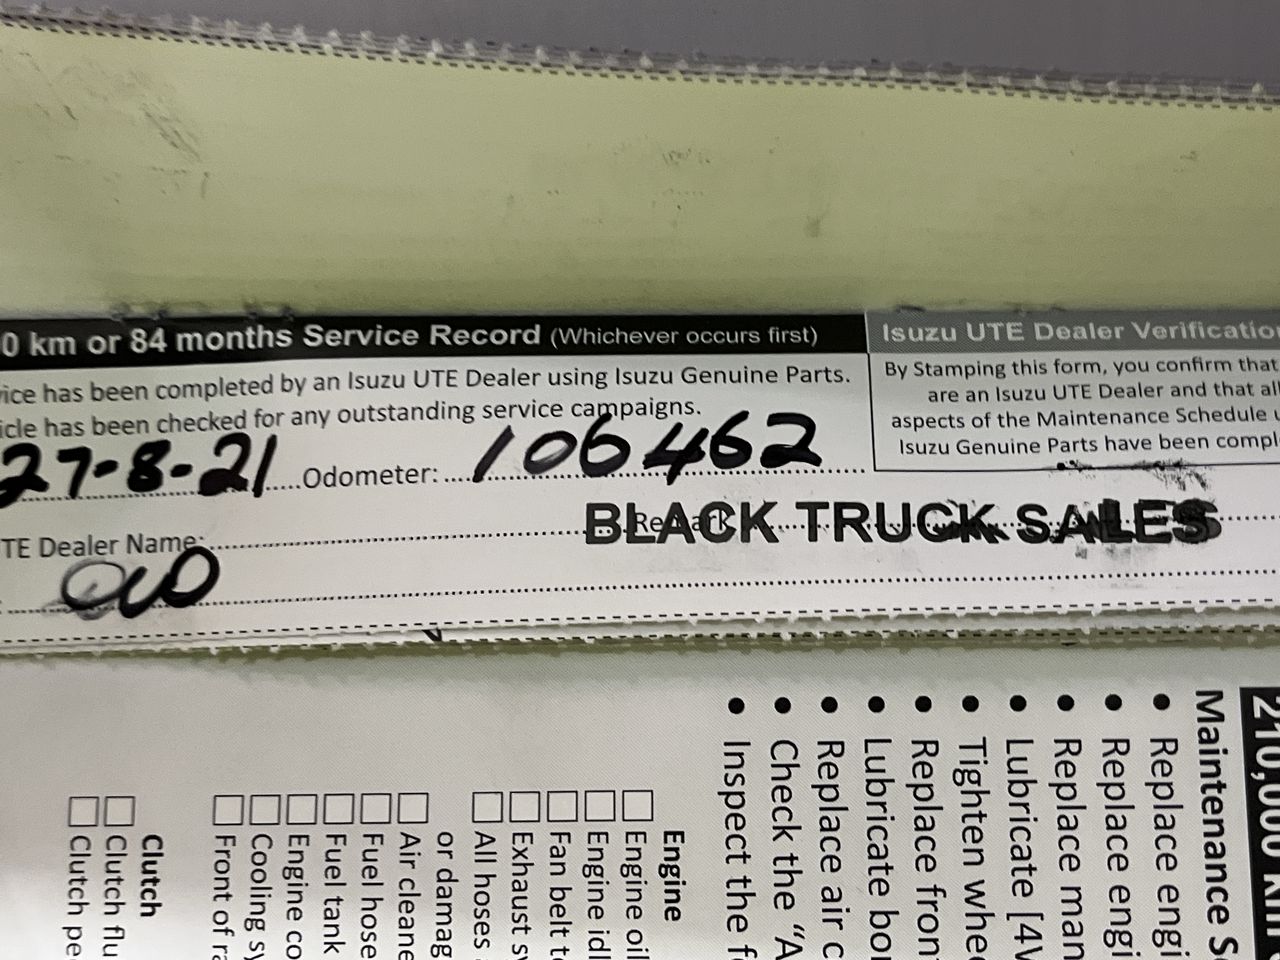 0 km or 84 months Service Record (Whichever occurs first)
Isuzu UTE Dealer Verification
has been completed by an Isuzu UTE Dealer using Isuzu Genuine Parts.
has been checked for any outstanding service campaigns.
By Stamping this form, you confirm that
are an Isuzu UTE Dealer and that all
aspects of the Maintenance Schedule u
Isuzu Genuine Parts have been compl
27-8-21 Odometer: 106462
Remark
BLACK TRUCK SALES
TE Dealer Name:
210,000 km
Maintenance S
• Replace engi
• Replace engi
• Replace man
• Lubricate [4W
• Tighten whee
• Replace fron
• Lubricate bo
• Replace air c
• Check the “A
• Inspect the f
Engine
Engine oil
Engine idl
Fan belt t
Exhaust sy
All hoses
or damag
Air cleane
Fuel hose
Fuel tank
Engine co
Cooling sy
Front of ra
Clutch
Clutch flu
Clutch pe